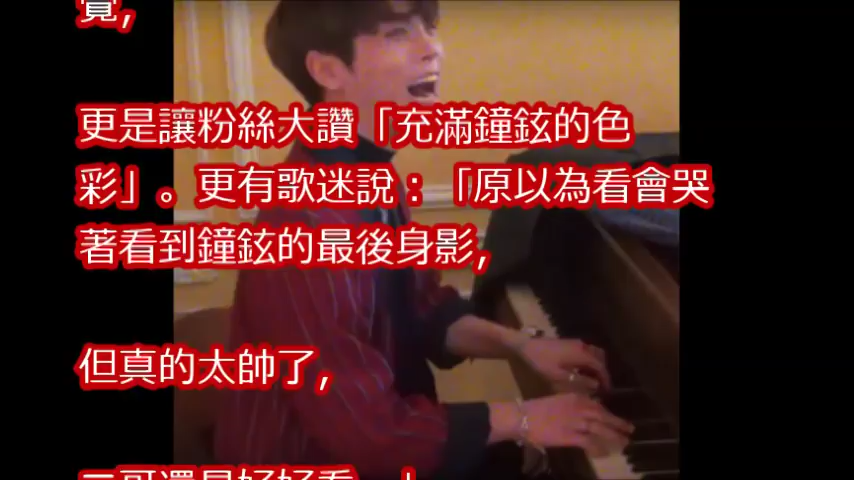 覺,
更是讓粉絲大讚「充滿鐘鉉的色
彩」。更有歌迷說：「原以為看會哭
著看到鐘鉉的最後身影,
但真的太帥了,